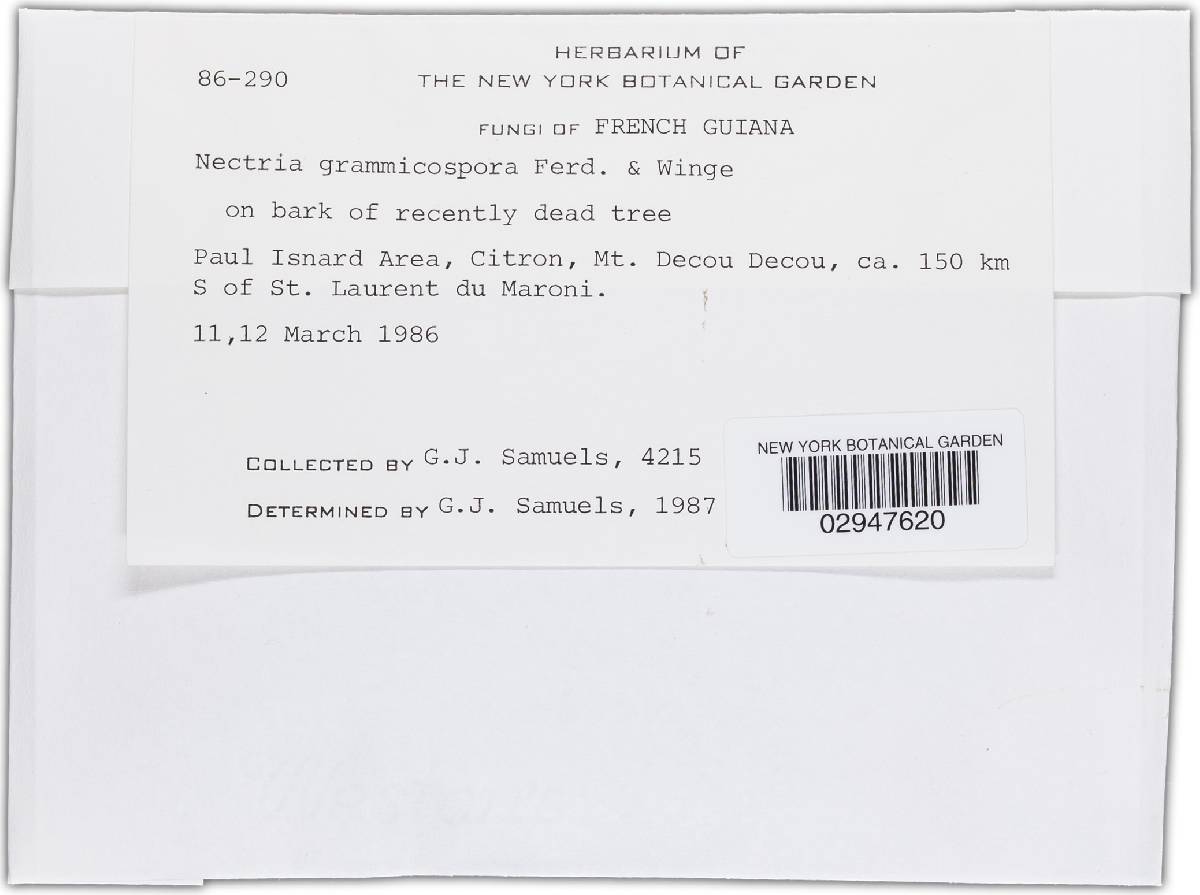 HERBARIUM OF
86-290 THE NEW YORK BOTANICAL GARDEN
FUNGI OF FRENCH GUIANA
Nectria grammicospora Ferd. & Winge
on bark of recently dead tree
Paul Isnard Area, Citron, Mt. Decou Decou, ca. 150 km
S of St. Laurent du Maroni.
11,12 March 1986
COLLECTED BY G.J. Samuels, 4215
DETERMINED BY G.J. Samuels, 1987
NEW YORK BOTANICAL GARDEN
02947620